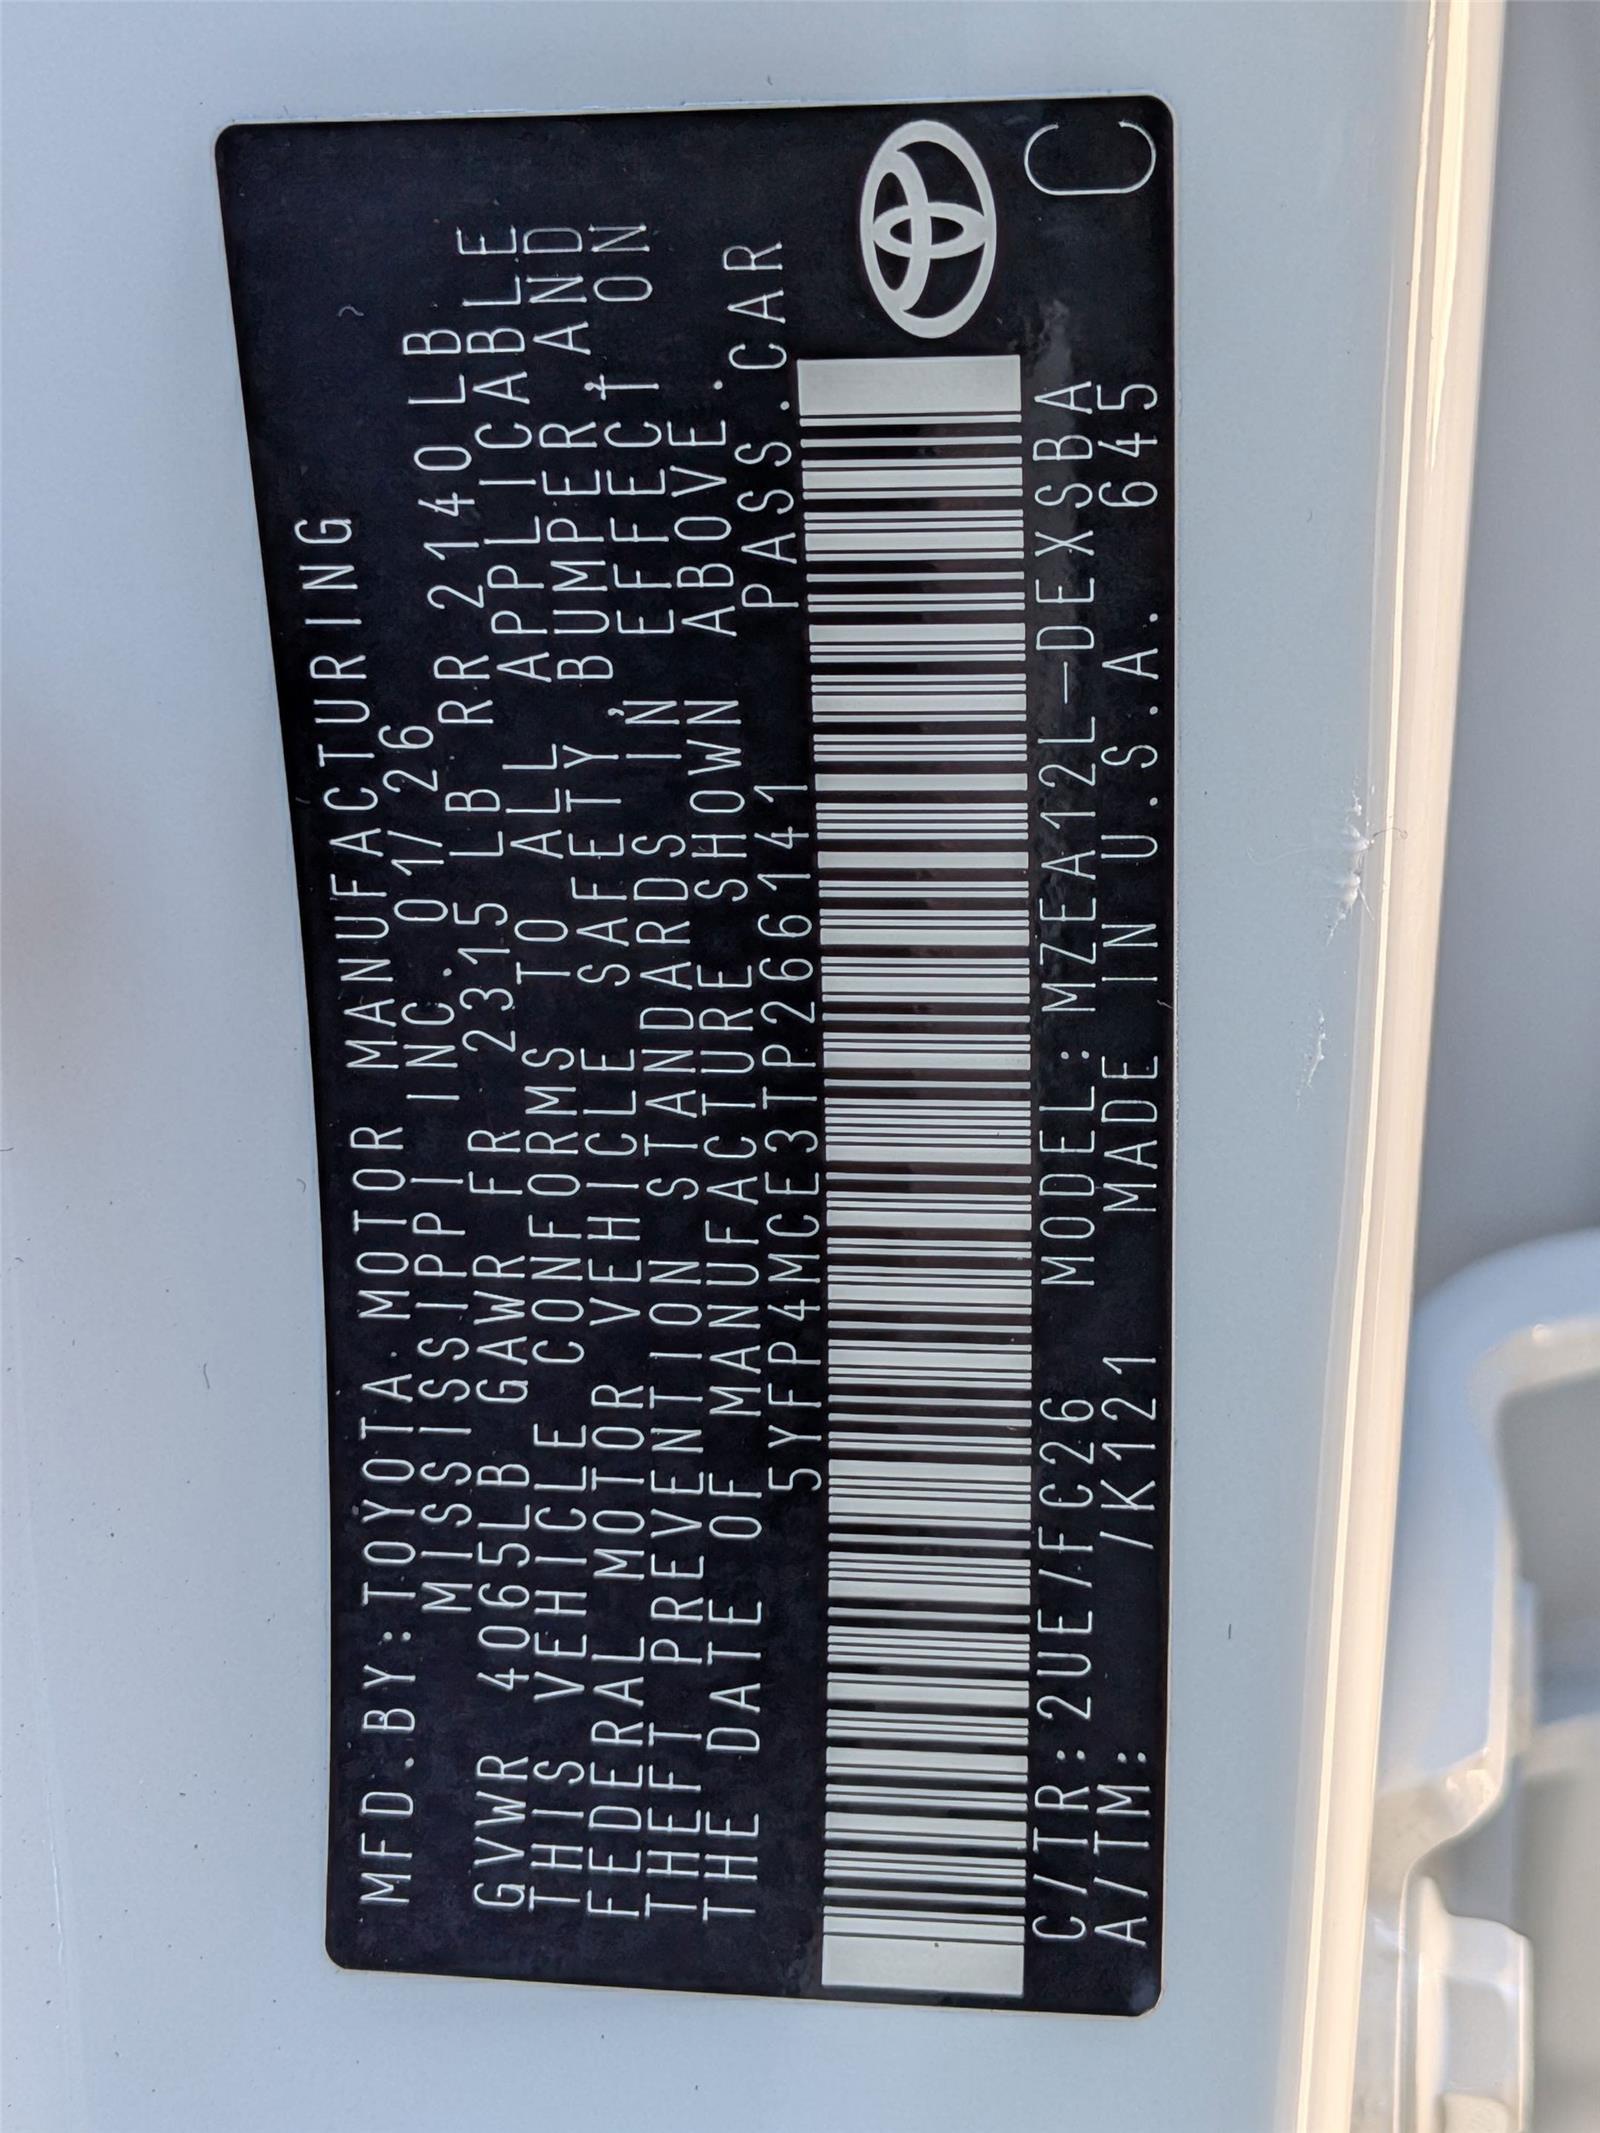 MFD.BY:TOYOTA MOTOR MANUFACTURING
MISSISSIPPI INC. 01/26
GVWR 4065LB GAWR FR 2315 LB RR 2140 LB
THIS VEHICLE CONFORMS TO ALL APPLICABLE
FEDERAL MOTOR VEHICLE SAFETY, BUMPER, AND
THEFT PREVENTION STANDARDS IN EFFECT ON
THE DATE OF MANUFACTURE SHOWN ABOVE.
5YFP4MCE3TP266141 PASS.CAR
C/TR:2UE/FC26 MODEL:MZEA12L-DEXSBA
A/TM: /K121 MADE IN U.S.A. 645
C